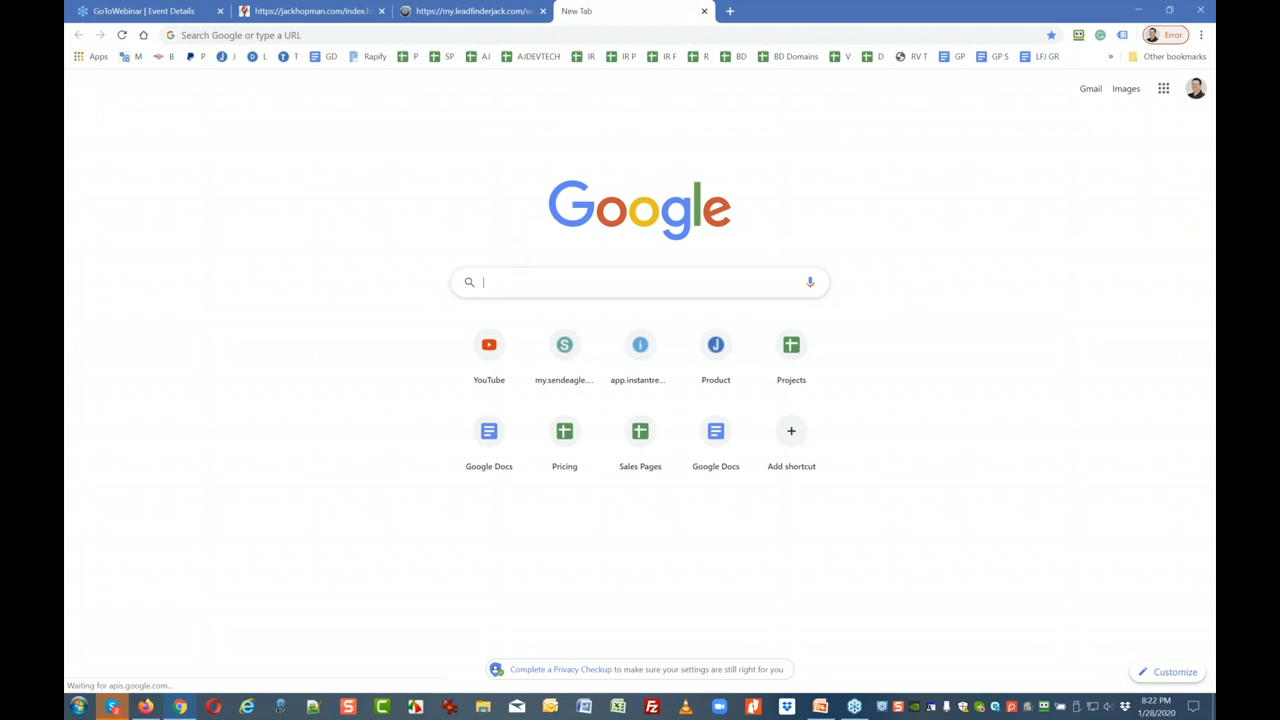 GoToWebinar | Event Details
https://jackhopman.com/index.h
https://my.leadfinderjack.com/se
New Tab
Search Google or type a URL
Error
Apps M B P J L T GD Rapify P SP AJ AJDEVTECH IR IR P IR F R BD BD Domains V D RV T GP GP S LFJ GR » Other bookmarks
Gmail Images
Google
YouTube my.sendeagle.... app.instantre... Product Projects
Google Docs Pricing Sales Pages Google Docs Add shortcut
Complete a Privacy Checkup to make sure your settings are still right for you
Customize
Waiting for apis.google.com...
8:22 PM
1/28/2020